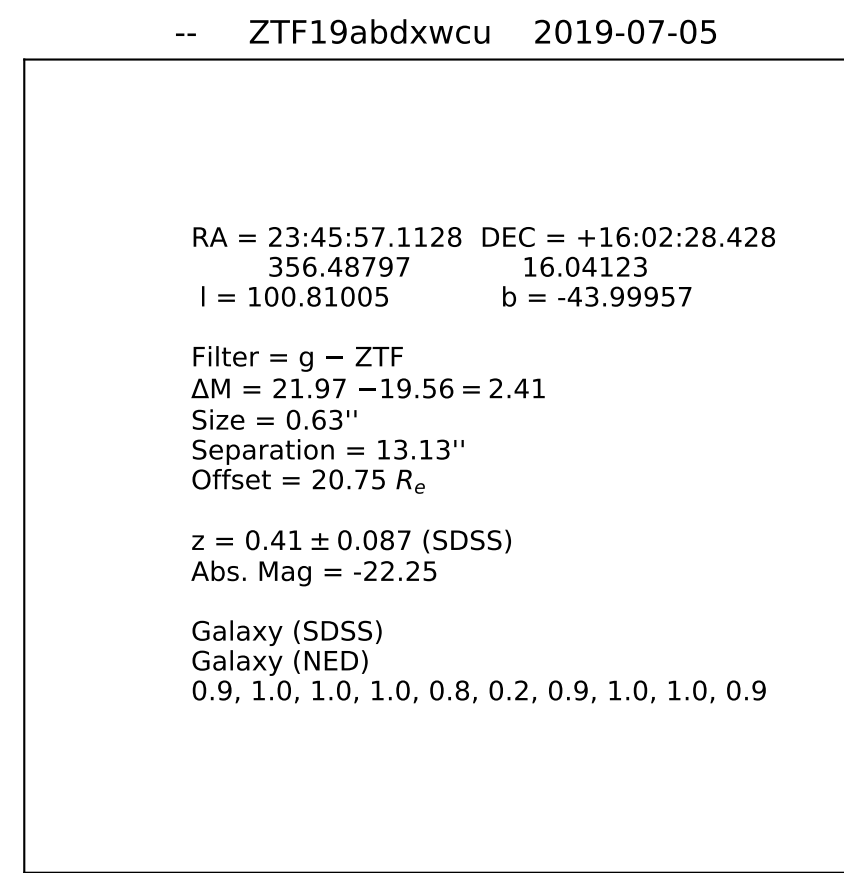 -- ZTF19abdxwcu 2019-07-05
RA = 23:45:57.1128 DEC = +16:02:28.428
356.48797 16.04123
l = 100.81005 b = -43.99957
Filter = g − ZTF
ΔM = 21.97 −19.56 = 2.41
Size = 0.63''
Separation = 13.13''
Offset = 20.75 Re
z = 0.41 ± 0.087 (SDSS)
Abs. Mag = -22.25
Galaxy (SDSS)
Galaxy (NED)
0.9, 1.0, 1.0, 1.0, 0.8, 0.2, 0.9, 1.0, 1.0, 0.9